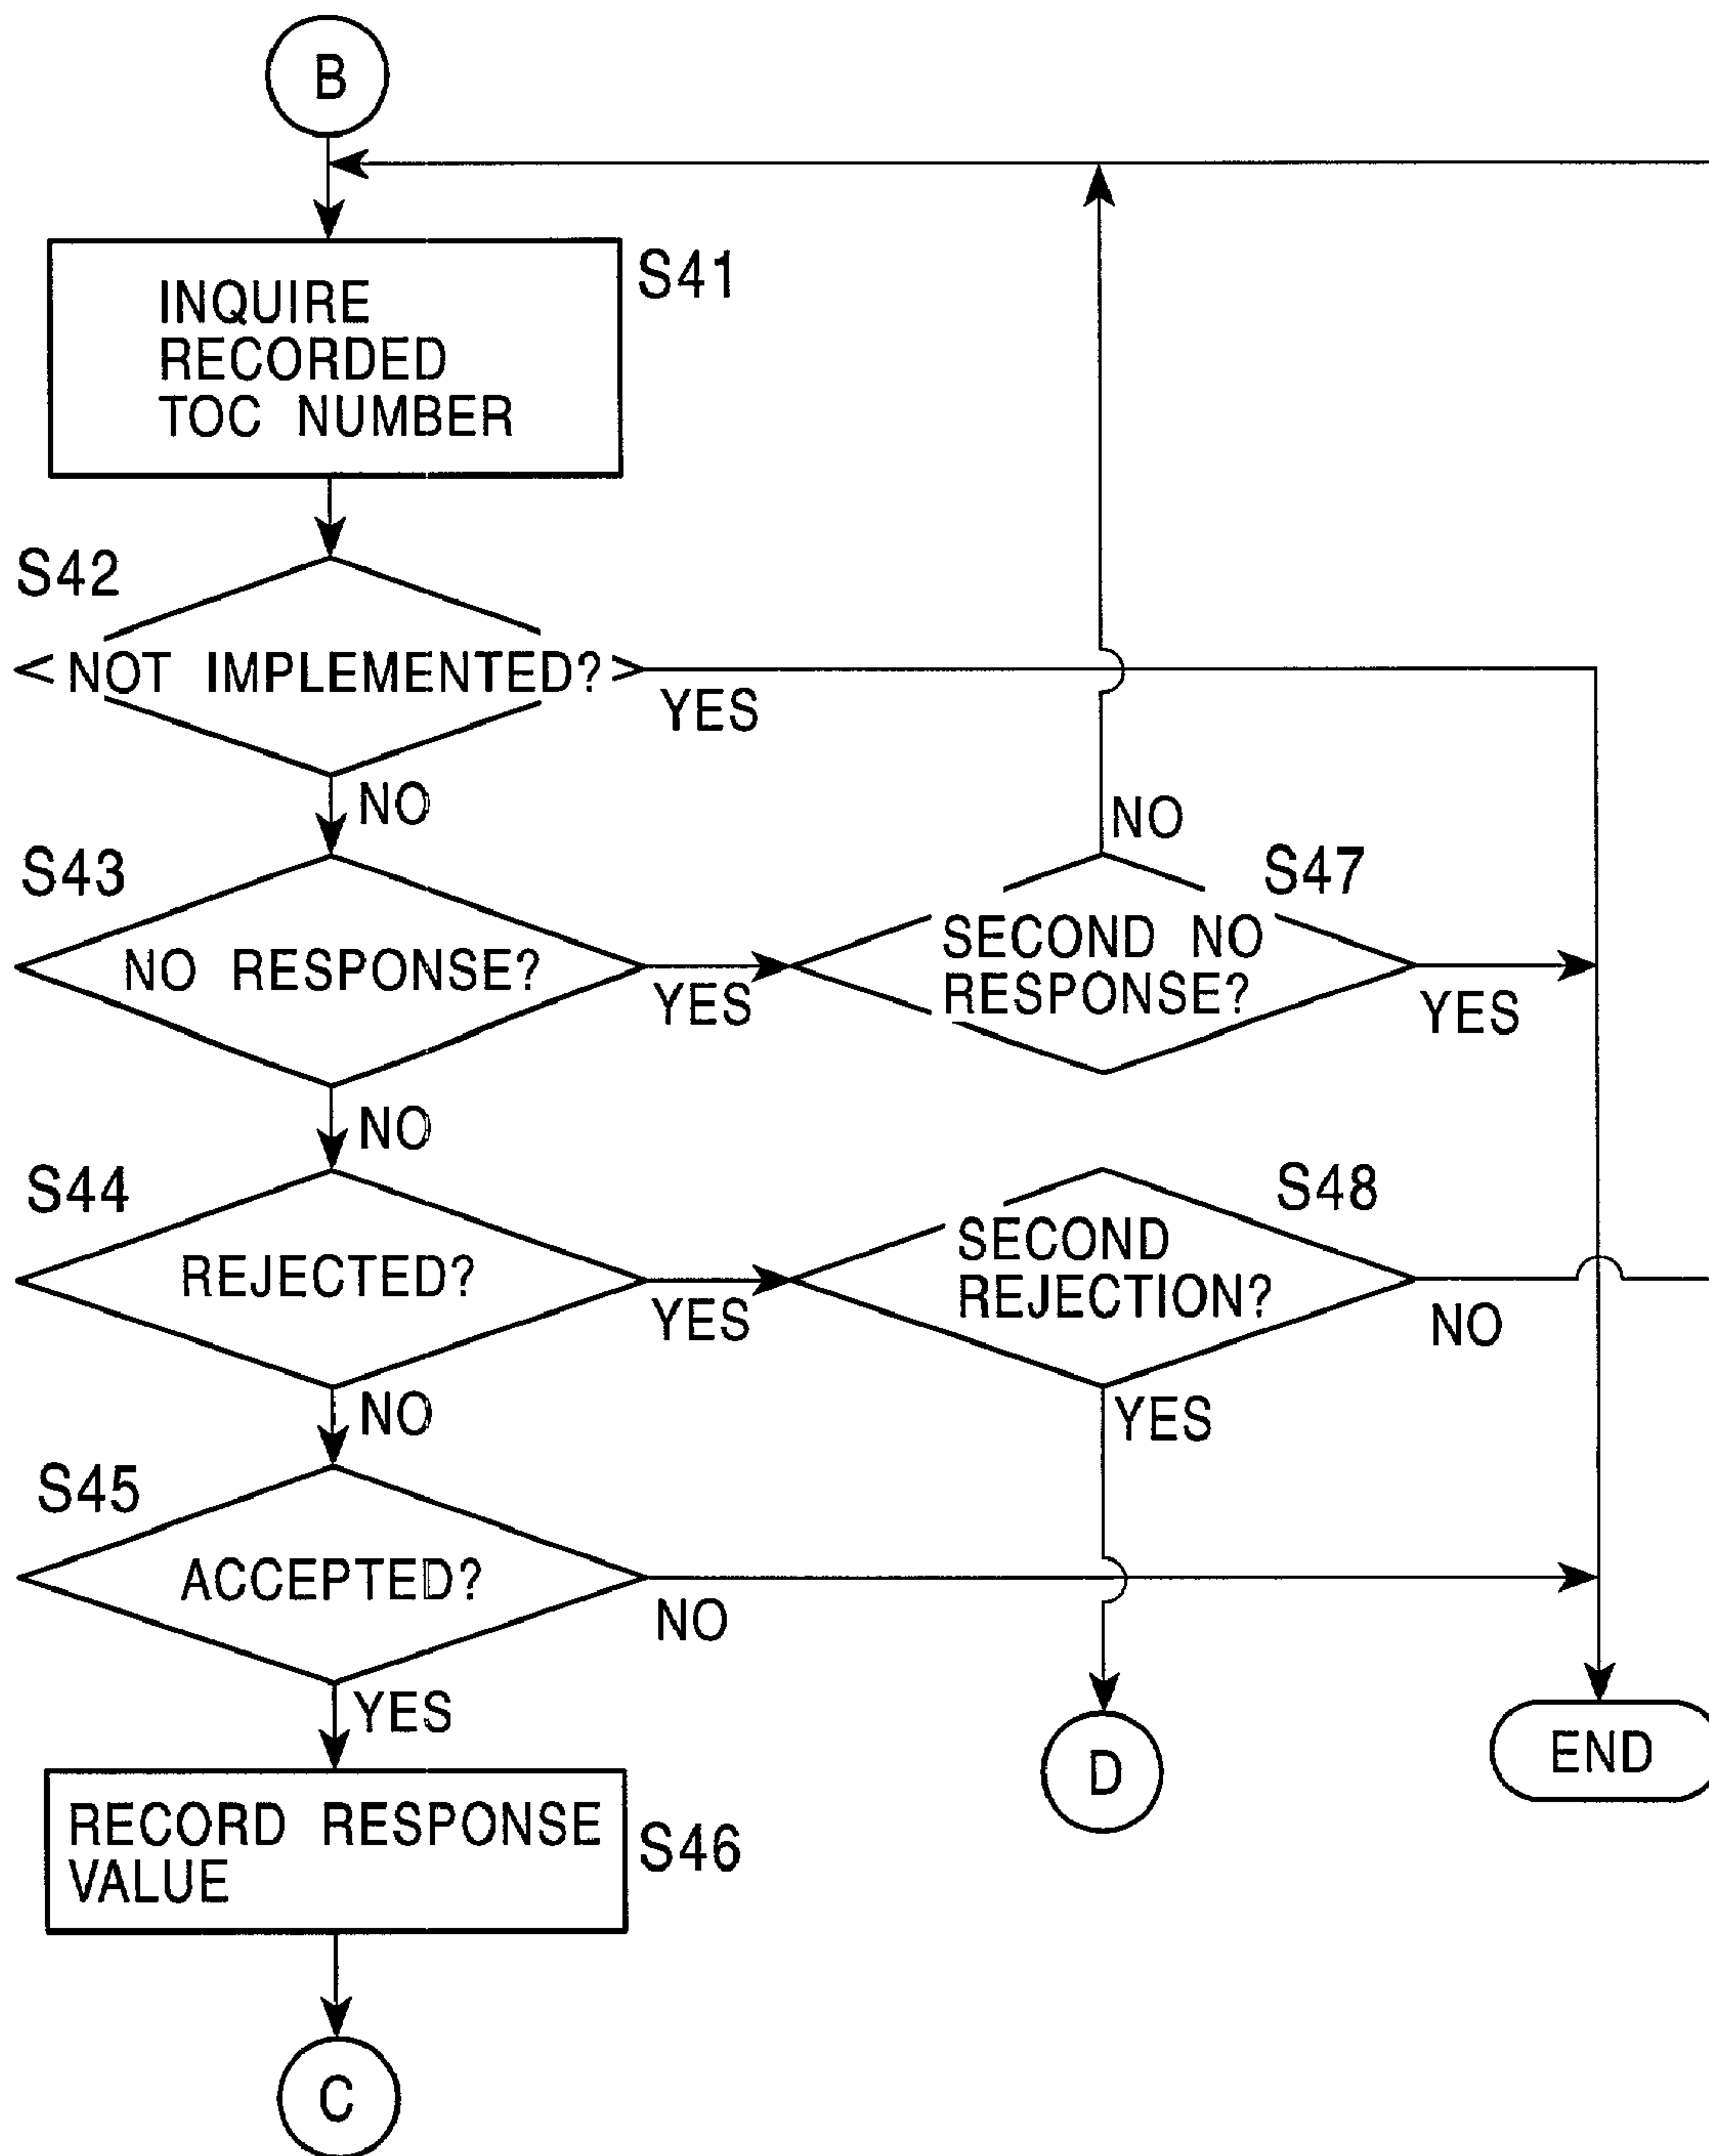 B
S41
INQUIRE
RECORDED
TOC NUMBER
S42
NOT IMPLEMENTED?
YES
NO
S43
NO RESPONSE?
YES
NO
S47
SECOND NO
RESPONSE?
NO
YES
S44
REJECTED?
YES
NO
S48
SECOND
REJECTION?
NO
YES
S45
ACCEPTED?
NO
YES
RECORD RESPONSE
VALUE
S46
D
END
C